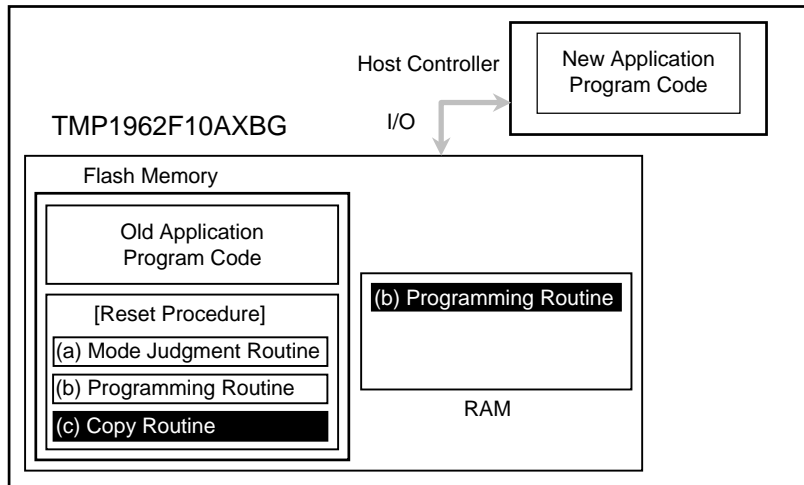 Host Controller
New Application
Program Code
TMP1962F10AXBG
I/O
Flash Memory
Old Application
Program Code
[Reset Procedure]
(a) Mode Judgment Routine
(b) Programming Routine
(c) Copy Routine
(b) Programming Routine
RAM